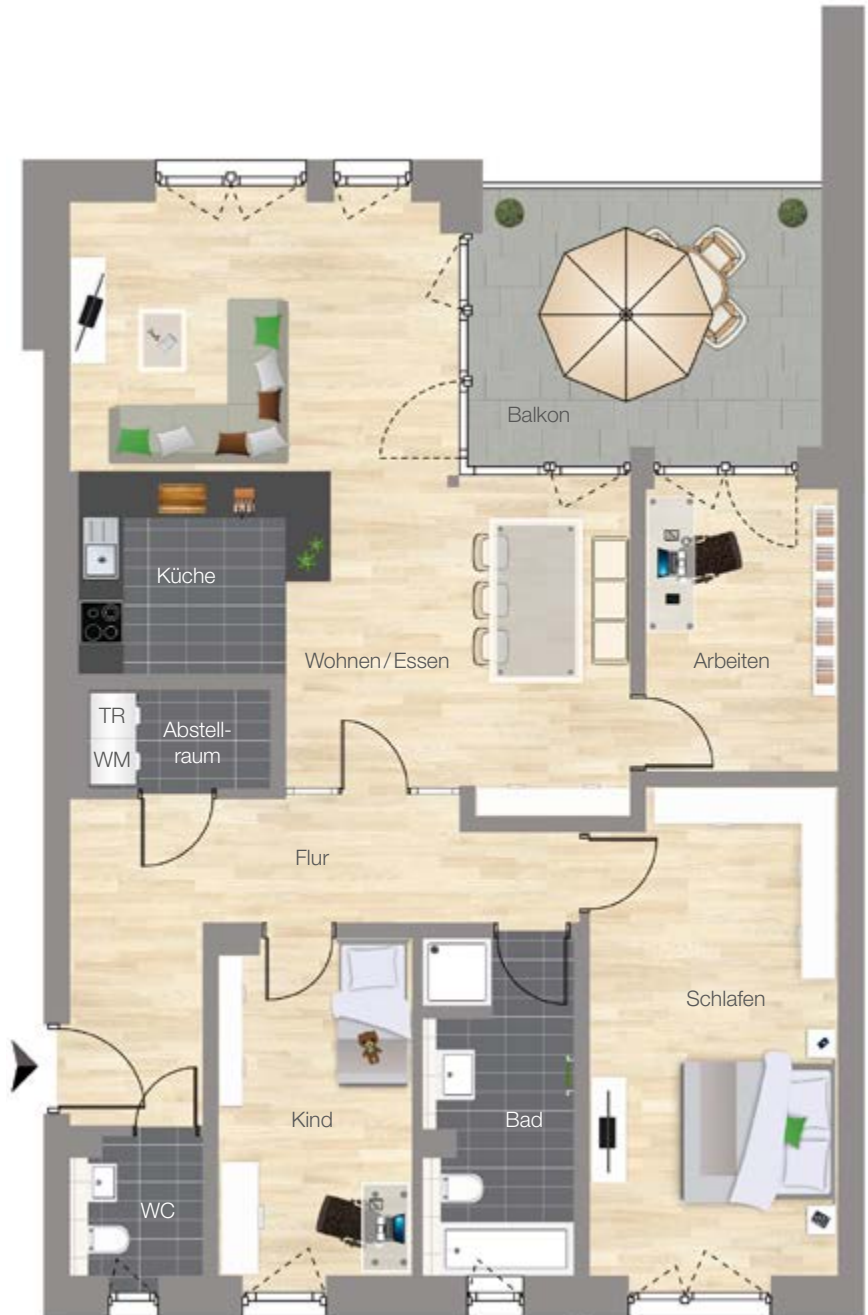 Balkon
Küche
Wohnen/Essen
Arbeiten
TR
WM
Abstell-
raum
Flur
Schlafen
Kind
Bad
WC